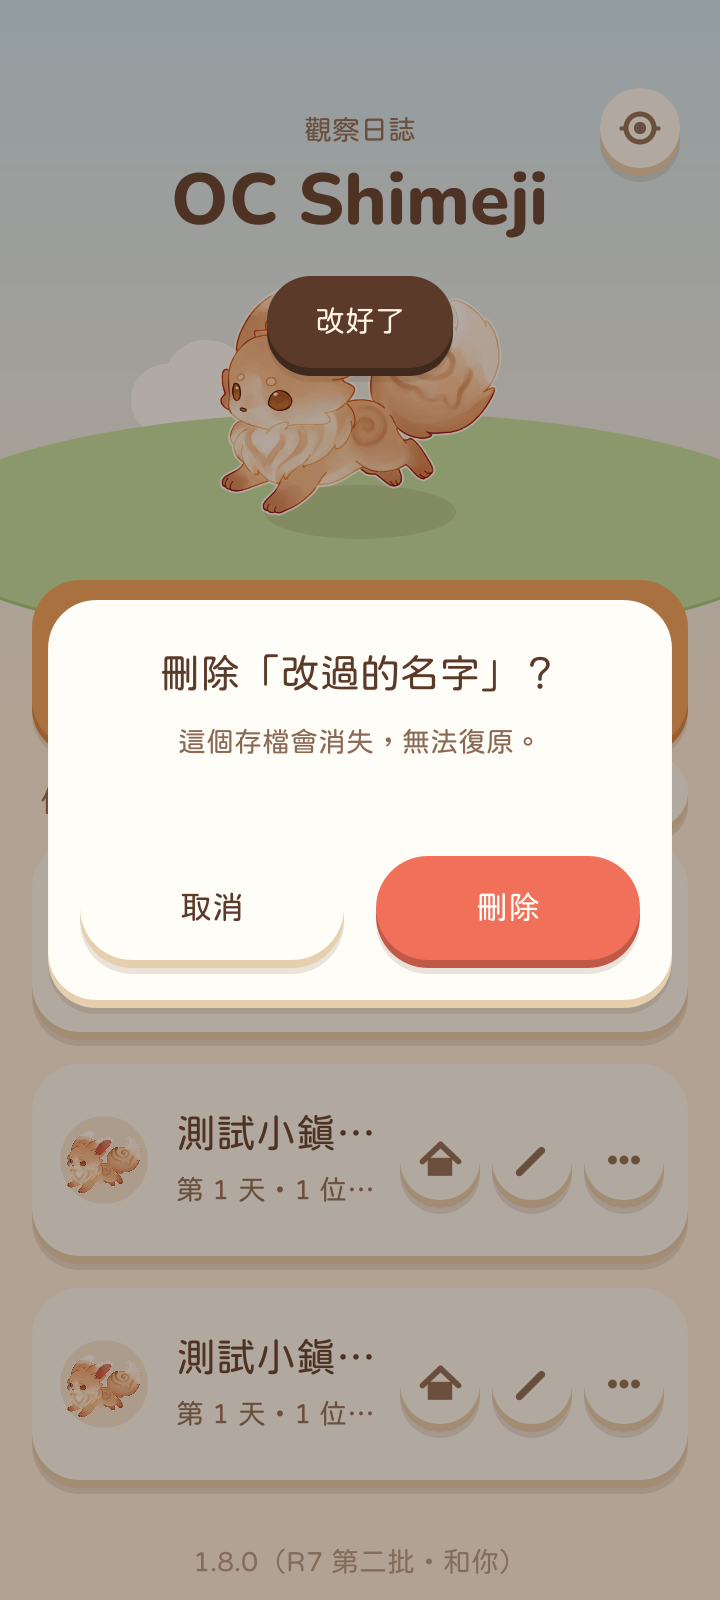 觀察日誌
OC Shimeji
改好了
刪除「改過的名字」？
這個存檔會消失，無法復原。
取消
刪除
測試小鎮…
第 1 天・1 位…
測試小鎮…
第 1 天・1 位…
1.8.0（R7 第二批・和你）